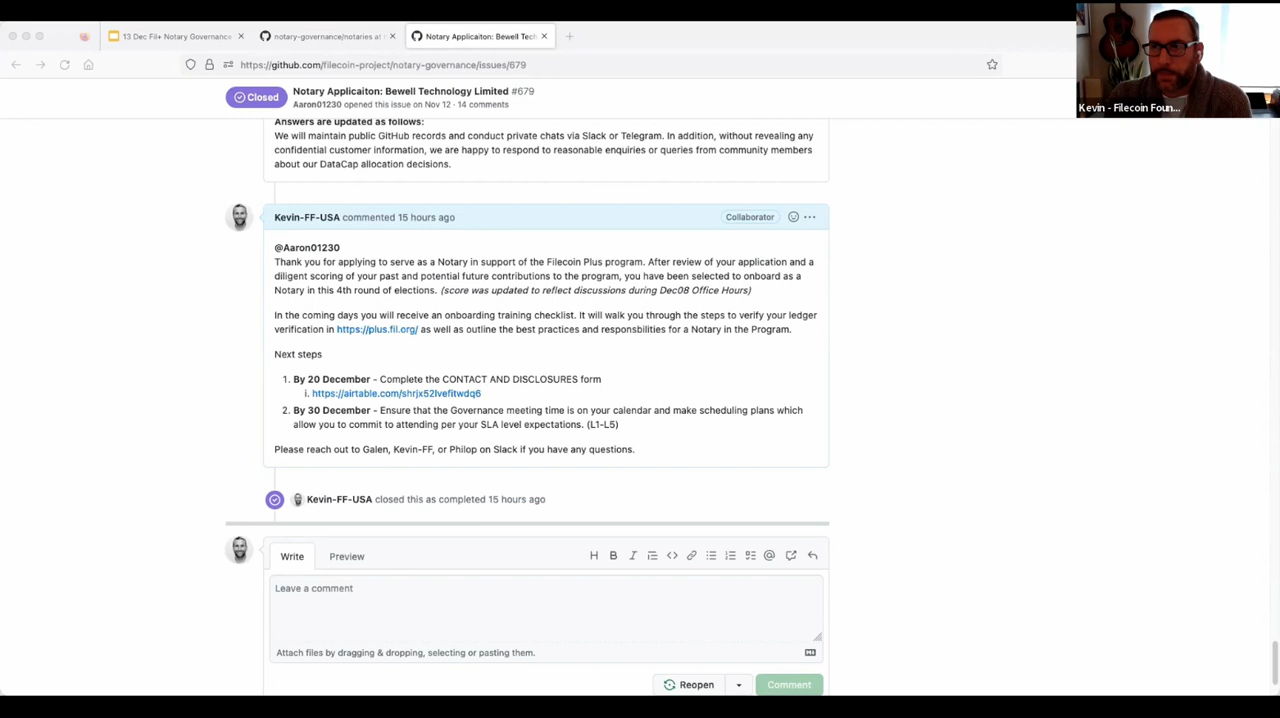 13 Dec Fil+ Notary Governance
notary-governance/notaries at
Notary Applicaiton: Bewell Tec
https://github.com/filecoin-project/notary-governance/issues/679
Kevin - Filecoin Foun...
Closed
Notary Applicaiton: Bewell Technology Limited #679
Aaron01230 opened this issue on Nov 12 · 14 comments
Answers are updated as follows:
We will maintain public GitHub records and conduct private chats via Slack or Telegram. In addition, without revealing any
confidential customer information, we are happy to respond to reasonable enquiries or queries from community members
about our DataCap allocation decisions.
Kevin-FF-USA commented 15 hours ago
Collaborator
@Aaron01230
Thank you for applying to serve as a Notary in support of the Filecoin Plus program. After review of your application and a
diligent scoring of your past and potential future contributions to the program, you have been selected to onboard as a
Notary in this 4th round of elections. (score was updated to reflect discussions during Dec08 Office Hours)
In the coming days you will receive an onboarding training checklist. It will walk you through the steps to verify your ledger
verification in https://plus.fil.org/ as well as outline the best practices and responsbilities for a Notary in the Program.
Next steps
1. By 20 December - Complete the CONTACT AND DISCLOSURES form
i. https://airtable.com/shrjx52Ivefitwdq6
2. By 30 December - Ensure that the Governance meeting time is on your calendar and make scheduling plans which
allow you to commit to attending per your SLA level expectations. (L1-L5)
Please reach out to Galen, Kevin-FF, or Philop on Slack if you have any questions.
Kevin-FF-USA closed this as completed 15 hours ago
Write
Preview
Leave a comment
Attach files by dragging & dropping, selecting or pasting them.
Reopen
Comment